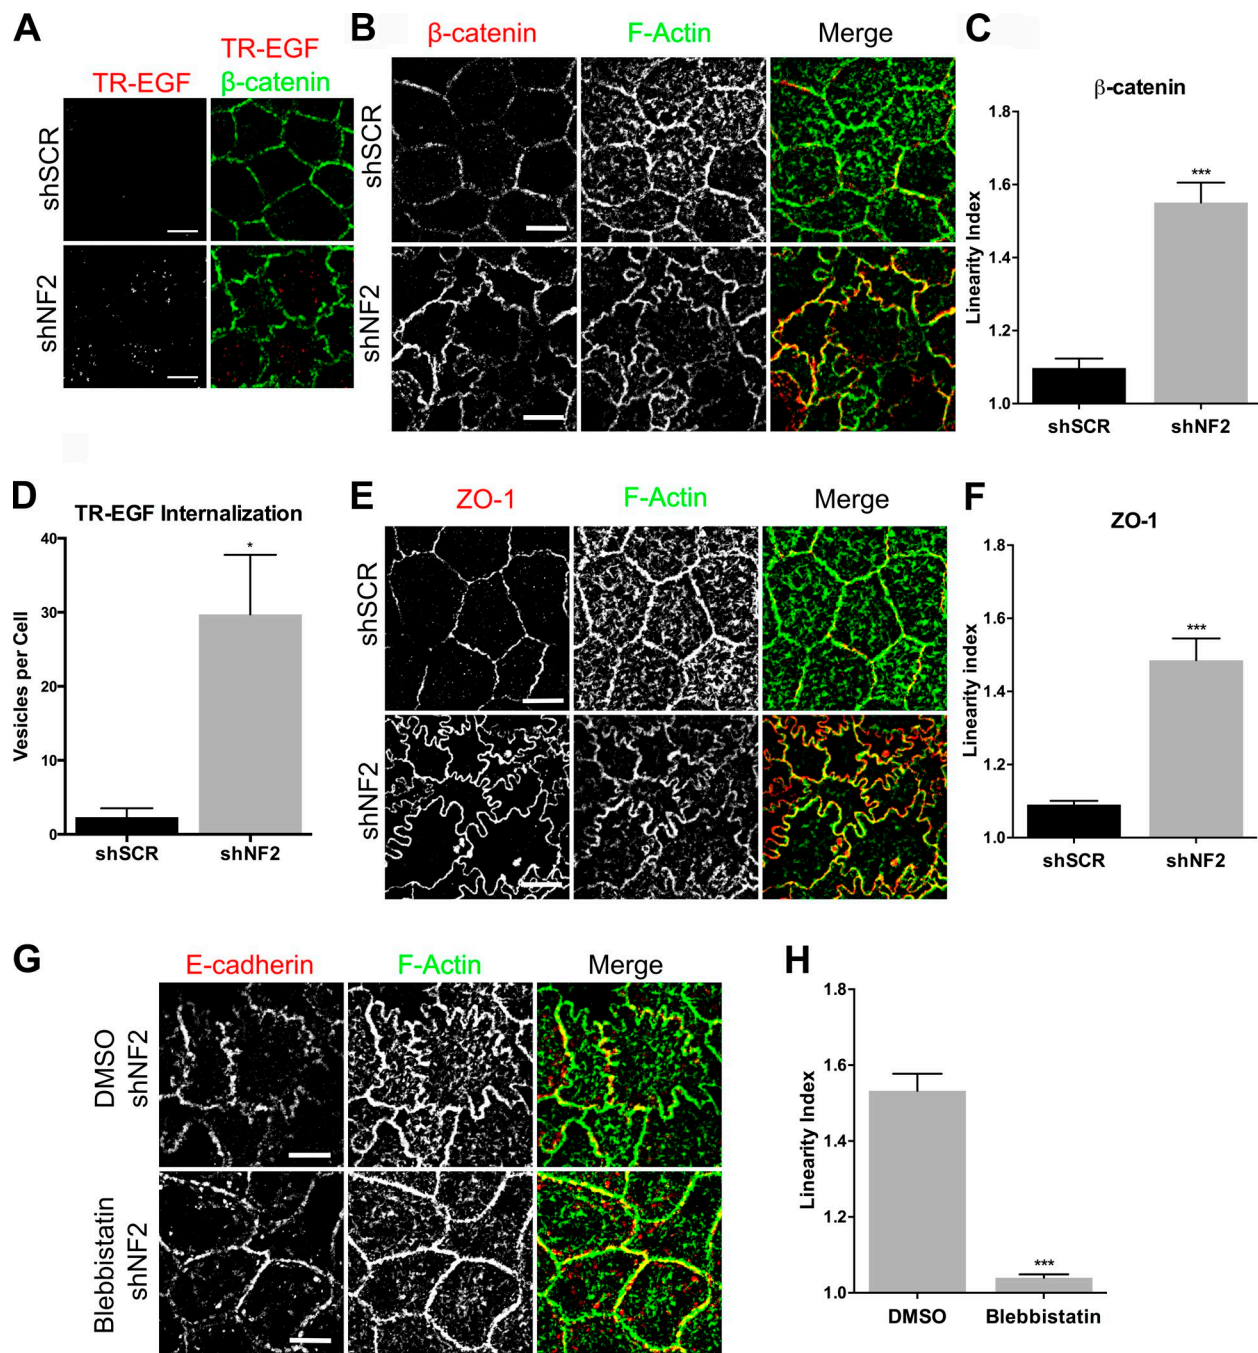 A
TR-EGF
TR-EGF
β-catenin
shSCR
shNF2
B
β-catenin
F-Actin
Merge
shSCR
shNF2
C
β-catenin
Linearity Index
1.8
1.6
1.4
1.2
1.0
***
shSCR
shNF2
D
TR-EGF Internalization
Vesicles per Cell
40
30
20
10
0
*
shSCR
shNF2
E
ZO-1
F-Actin
Merge
shSCR
shNF2
F
ZO-1
Linearity index
1.8
1.6
1.4
1.2
1.0
***
shSCR
shNF2
G
E-cadherin
F-Actin
Merge
DMSO
shNF2
Blebbistatin
shNF2
H
Linearity Index
1.8
1.6
1.4
1.2
1.0
***
DMSO
Blebbistatin